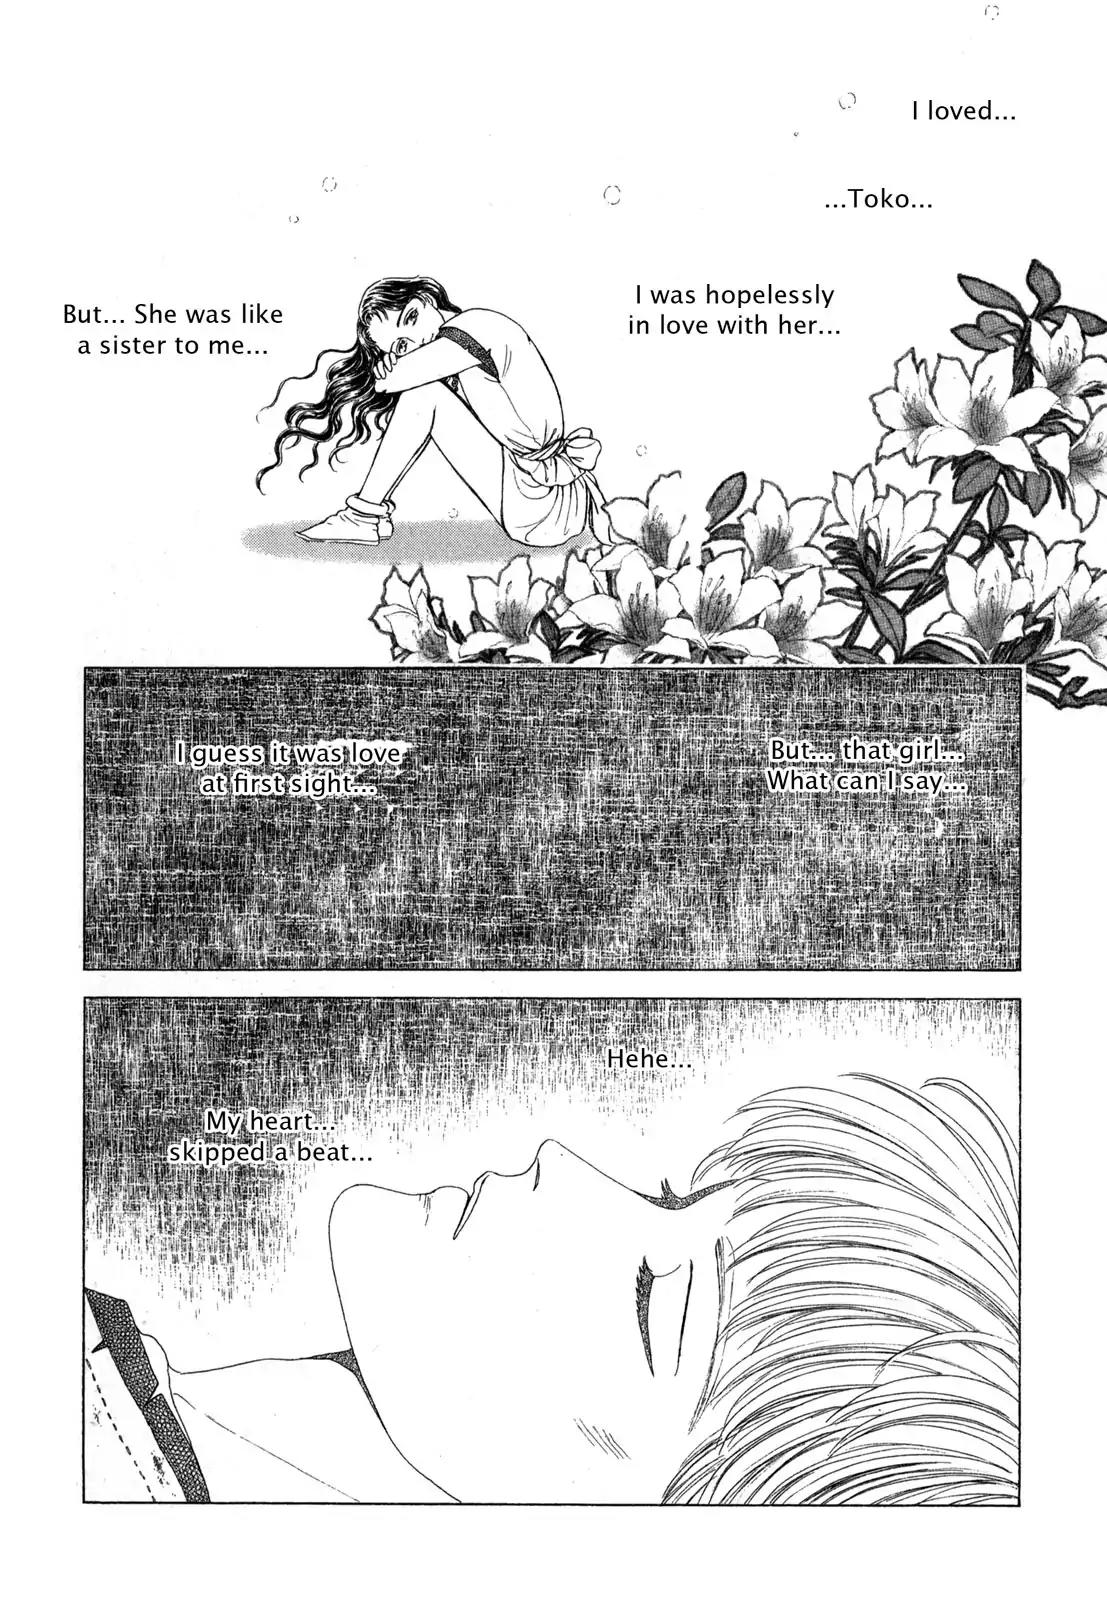 I loved...
...Toko...
I was hopelessly
in love with her...
But... She was like
a sister to me...
But... that girl...
What can I say...
I guess it was love
at first sight...
Hehe...
My heart...
skipped a beat...